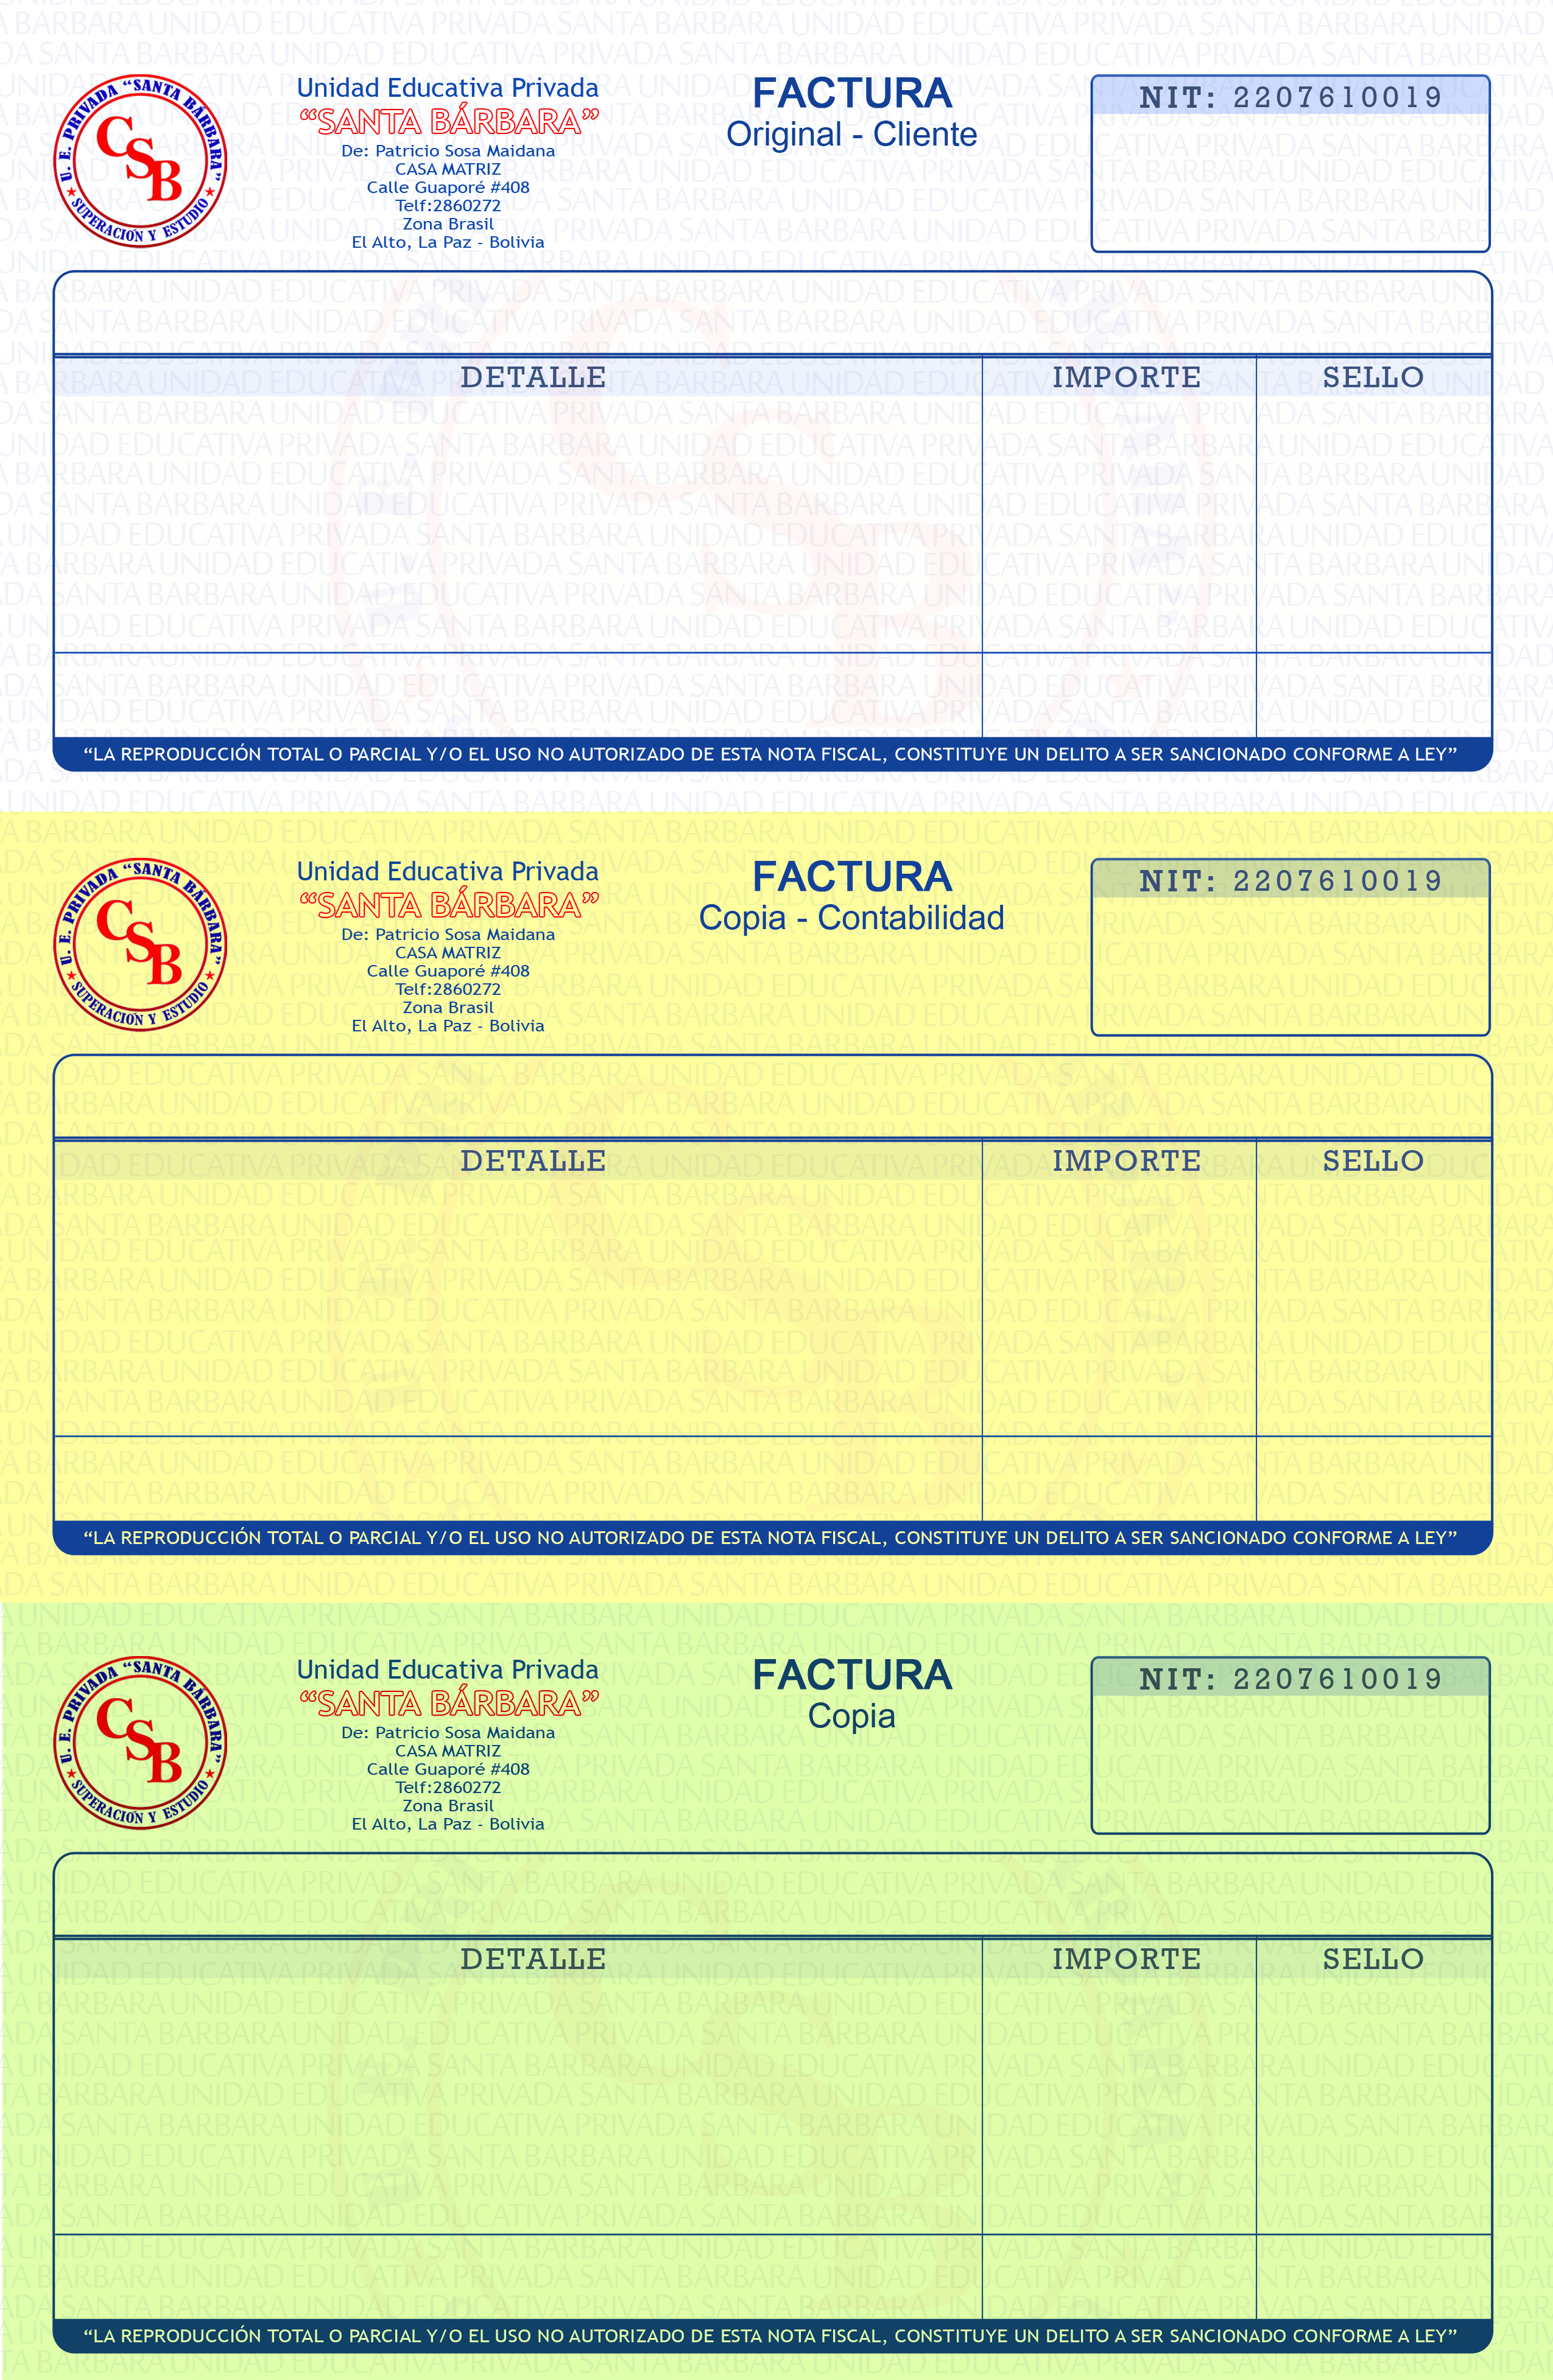 U. E. PRIVADA “SANTA BÁRBARA”
CSB
SUPERACIÓN Y ESTUDIO
Unidad Educativa Privada
“SANTA BÁRBARA”
De: Patricio Sosa Maidana
CASA MATRIZ
Calle Guaporé #408
Telf:2860272
Zona Brasil
El Alto, La Paz - Bolivia
FACTURA
Original - Cliente
NIT: 2207610019
DETALLE IMPORTE SELLO
“LA REPRODUCCIÓN TOTAL O PARCIAL Y/O EL USO NO AUTORIZADO DE ESTA NOTA FISCAL, CONSTITUYE UN DELITO A SER SANCIONADO CONFORME A LEY”
U. E. PRIVADA “SANTA BÁRBARA”
CSB
SUPERACIÓN Y ESTUDIO
Unidad Educativa Privada
“SANTA BÁRBARA”
De: Patricio Sosa Maidana
CASA MATRIZ
Calle Guaporé #408
Telf:2860272
Zona Brasil
El Alto, La Paz - Bolivia
FACTURA
Copia - Contabilidad
NIT: 2207610019
DETALLE IMPORTE SELLO
“LA REPRODUCCIÓN TOTAL O PARCIAL Y/O EL USO NO AUTORIZADO DE ESTA NOTA FISCAL, CONSTITUYE UN DELITO A SER SANCIONADO CONFORME A LEY”
U. E. PRIVADA “SANTA BÁRBARA”
CSB
SUPERACIÓN Y ESTUDIO
Unidad Educativa Privada
“SANTA BÁRBARA”
De: Patricio Sosa Maidana
CASA MATRIZ
Calle Guaporé #408
Telf:2860272
Zona Brasil
El Alto, La Paz - Bolivia
FACTURA
Copia
NIT: 2207610019
DETALLE IMPORTE SELLO
“LA REPRODUCCIÓN TOTAL O PARCIAL Y/O EL USO NO AUTORIZADO DE ESTA NOTA FISCAL, CONSTITUYE UN DELITO A SER SANCIONADO CONFORME A LEY”